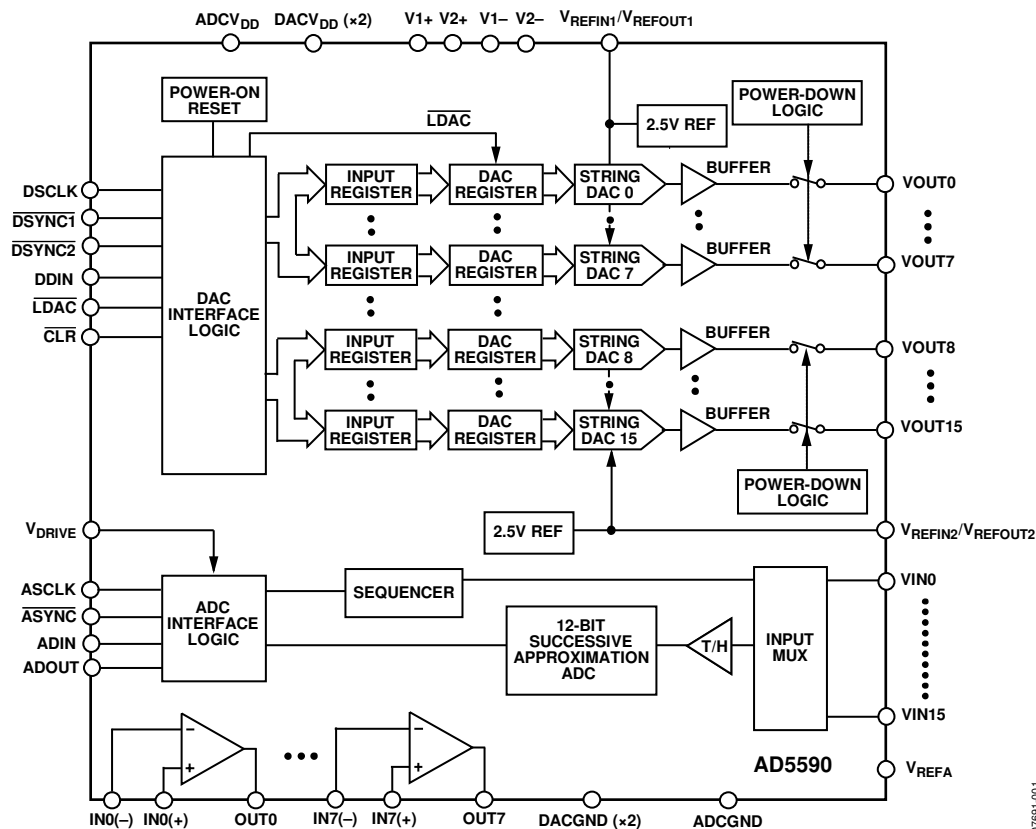 ADCVDD DACVDD (×2) V1+ V2+ V1− V2− VREFIN1/VREFOUT1
POWER-ON
RESET
LDAC
2.5V REF
POWER-DOWN
LOGIC
DSCLK
DSYNC1
DSYNC2
DDIN
LDAC
CLR
DAC
INTERFACE
LOGIC
INPUT
REGISTER
DAC
REGISTER
STRING
DAC 0
BUFFER
VOUT0
INPUT
REGISTER
DAC
REGISTER
STRING
DAC 7
BUFFER
VOUT7
INPUT
REGISTER
DAC
REGISTER
STRING
DAC 8
BUFFER
VOUT8
INPUT
REGISTER
DAC
REGISTER
STRING
DAC 15
BUFFER
VOUT15
POWER-DOWN
LOGIC
VDRIVE
2.5V REF
VREFIN2/VREFOUT2
ASCLK
ASYNC
ADIN
ADOUT
ADC
INTERFACE
LOGIC
SEQUENCER
12-BIT
SUCCESSIVE
APPROXIMATION
ADC
T/H
INPUT
MUX
VIN0
VIN15
− +
− +
AD5590
VREFA
IN0(−) IN0(+) OUT0 IN7(−) IN7(+) OUT7 DACGND (×2) ADCGND
07691-001